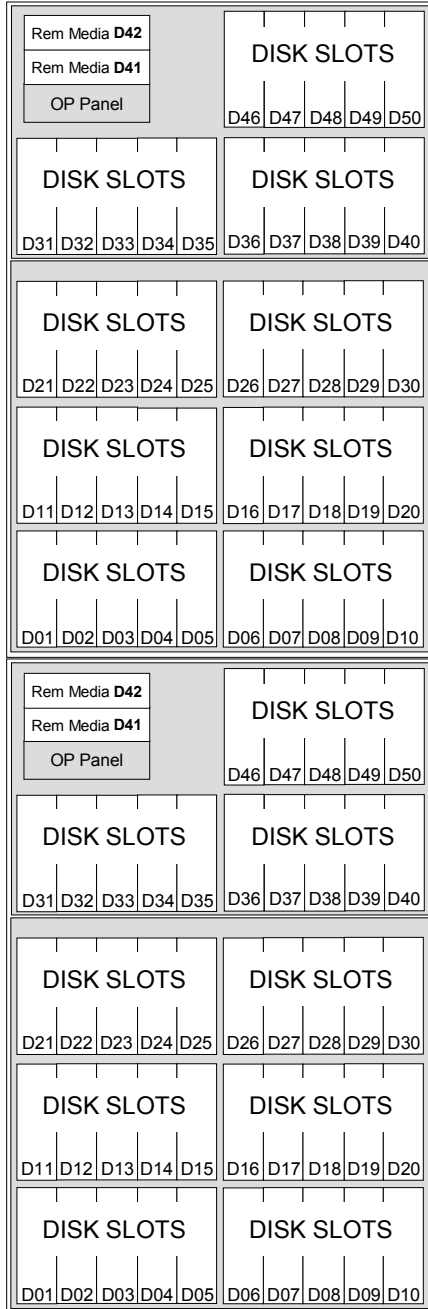 Rem Media D42
Rem Media D41
OP Panel
DISK SLOTS
D46 D47 D48 D49 D50
DISK SLOTS DISK SLOTS
D31 D32 D33 D34 D35 D36 D37 D38 D39 D40
DISK SLOTS DISK SLOTS
D21 D22 D23 D24 D25 D26 D27 D28 D29 D30
DISK SLOTS DISK SLOTS
D11 D12 D13 D14 D15 D16 D17 D18 D19 D20
DISK SLOTS DISK SLOTS
D01 D02 D03 D04 D05 D06 D07 D08 D09 D10
Rem Media D42
Rem Media D41
OP Panel
DISK SLOTS
D46 D47 D48 D49 D50
DISK SLOTS DISK SLOTS
D31 D32 D33 D34 D35 D36 D37 D38 D39 D40
DISK SLOTS DISK SLOTS
D21 D22 D23 D24 D25 D26 D27 D28 D29 D30
DISK SLOTS DISK SLOTS
D11 D12 D13 D14 D15 D16 D17 D18 D19 D20
DISK SLOTS DISK SLOTS
D01 D02 D03 D04 D05 D06 D07 D08 D09 D10